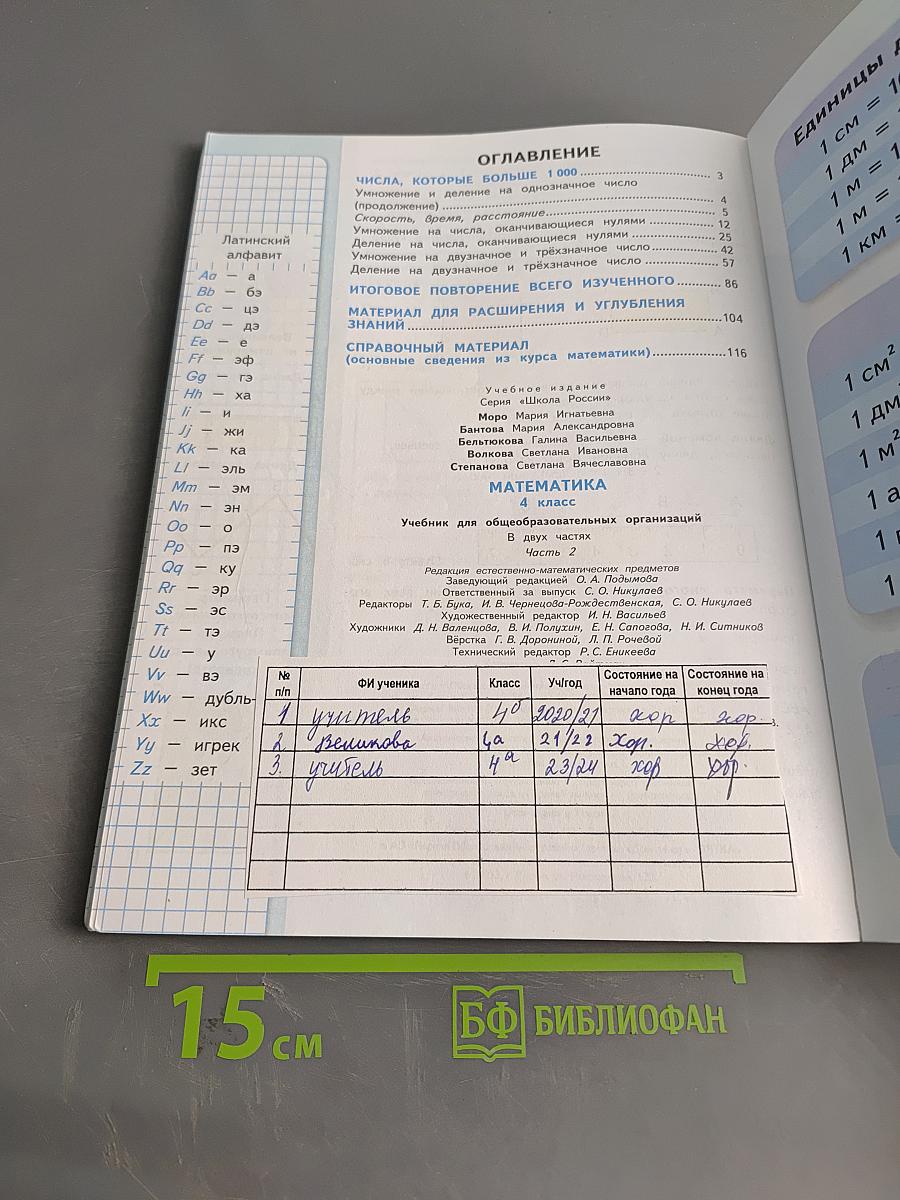 Латинский
алфавит
Aa — а
Bb — бэ
Cc — цэ
Dd — дэ
Ee — е
Ff — эф
Gg — гэ
Hh — ха
Ii — и
Jj — жи
Kk — ка
Ll — эль
Mm — эм
Nn — эн
Oo — о
Pp — пэ
Qq — ку
Rr — эр
Ss — эс
Tt — тэ
Uu — у
Vv — вэ
Ww — дубль-
Xx — икс
Yy — игрек
Zz — зет
ОГЛАВЛЕНИЕ
ЧИСЛА, КОТОРЫЕ БОЛЬШЕ 1 000 ... 3
Умножение и деление на однозначное число
(продолжение) ... 4
Скорость, время, расстояние ... 5
Умножение на числа, оканчивающиеся нулями ... 12
Деление на числа, оканчивающиеся нулями ... 25
Умножение на двузначное и трёхзначное число ... 42
Деление на двузначное и трёхзначное число ... 57
ИТОГОВОЕ ПОВТОРЕНИЕ ВСЕГО ИЗУЧЕННОГО ... 86
МАТЕРИАЛ ДЛЯ РАСШИРЕНИЯ И УГЛУБЛЕНИЯ
ЗНАНИЙ ... 104
СПРАВОЧНЫЙ МАТЕРИАЛ
(основные сведения из курса математики) ... 116
Учебное издание
Серия «Школа России»
Моро Мария Игнатьевна
Бантова Мария Александровна
Бельтюкова Галина Васильевна
Волкова Светлана Ивановна
Степанова Светлана Вячеславовна
МАТЕМАТИКА
4 класс
Учебник для общеобразовательных организаций
В двух частях
Часть 2
Редакция естественно-математических предметов
Заведующий редакцией О. А. Подымова
Ответственный за выпуск С. О. Никулаев
Редакторы Т. Б. Бука, И. В. Чернецова-Рождественская, С. О. Никулаев
Художественный редактор И. Н. Васильев
Художники Д. Н. Валенцова, В. И. Полухин, Е. Н. Сапогова, Н. И. Ситников
Вёрстка Г. В. Дорониной, Л. П. Рочевой
Технический редактор Р. С. Еникеева
№ п/п ФИ ученика Класс Уч/год Состояние на начало года Состояние на конец года
1 учитель 4б 2020/21 хор хор.
2 Великова 4а 21/22 Хор. Хор.
3. учитель 4а 23/24 хор хор.
ЕДИНИЦЫ
1 см =
1 дм =
1 м =
1 м =
1 км =
1 см²
1 дм
1 м²
1 а
1
1
15 см
БФ БИБЛИОФАН